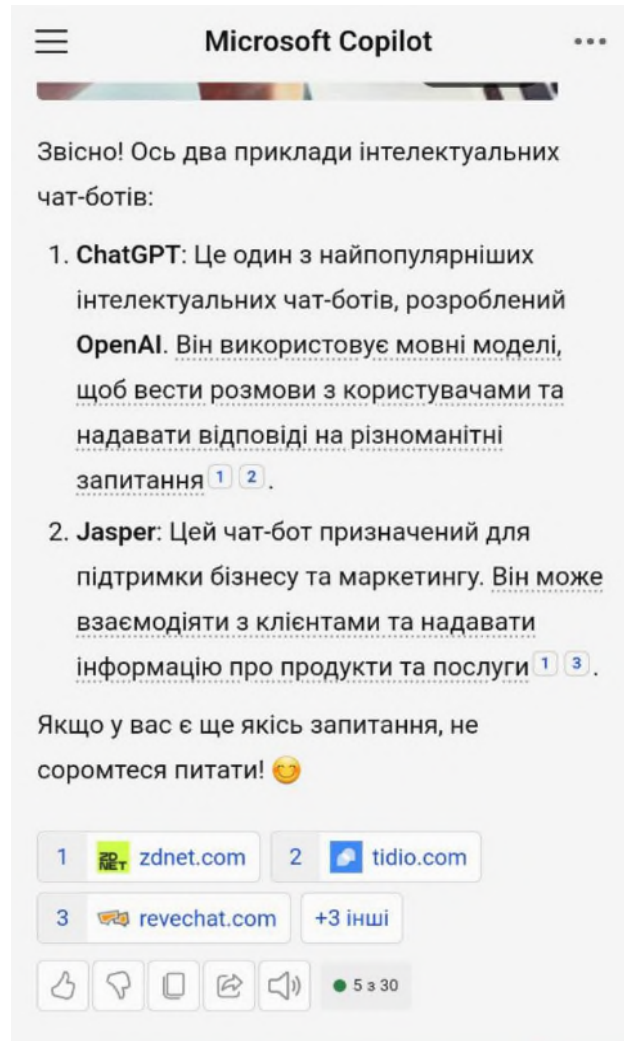 Microsoft Copilot
Звісно! Ось два приклади інтелектуальних
чат-ботів:
1. ChatGPT: Це один з найпопулярніших
інтелектуальних чат-ботів, розроблений
OpenAI. Він використовує мовні моделі,
щоб вести розмови з користувачами та
надавати відповіді на різноманітні
запитання 1 2.
2. Jasper: Цей чат-бот призначений для
підтримки бізнесу та маркетингу. Він може
взаємодіяти з клієнтами та надавати
інформацію про продукти та послуги 1 3.
Якщо у вас є ще якісь запитання, не
соромтеся питати! 😊
1 ZDNET zdnet.com 2 tidio.com
3 revechat.com +3 інші
5 з 30